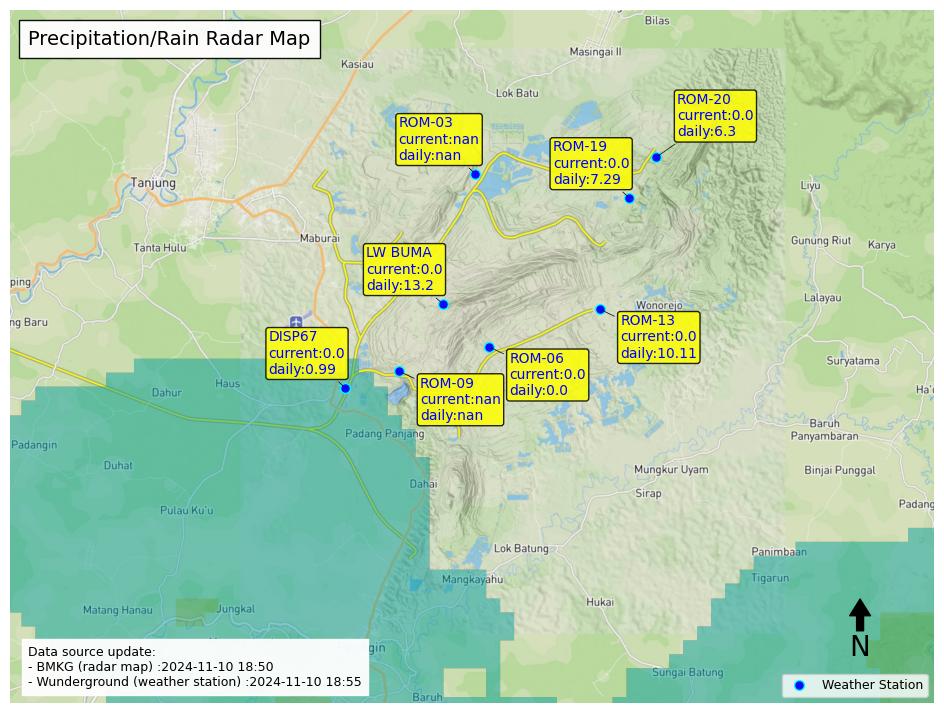 Precipitation/Rain Radar Map
Bilas
Masingai II
Kasiau
Lok Batu
ROM-20
current:0.0
daily:6.3
ROM-03
current:nan
daily:nan
ROM-19
current:0.0
daily:7.29
Tanjung
Liyu
Maburai
Tanta Hulu
Gunung Riut
Karya
LW BUMA
current:0.0
daily:13.2
ping
Lalayau
Wonorejo
ng Baru
ROM-13
current:0.0
daily:10.11
DISP67
current:0.0
daily:0.99
ROM-06
current:0.0
daily:0.0
Suryatama
ROM-09
current:nan
daily:nan
Haus
Dahur
Ha'
Baruh
Panyambaran
Padang Panjang
Padangin
Duhat
Mungkur Uyam
Binjai Punggal
Dahai
Sirap
Padang
Pulau Ku'u
Lok Batung
Panimbaan
Mangkayahu
Tigarun
Hukai
Matang Hanau
Jungkal
gin
Sungai Batung
Baruh
Data source update:
- BMKG (radar map) :2024-11-10 18:50
- Wunderground (weather station) :2024-11-10 18:55
N
Weather Station